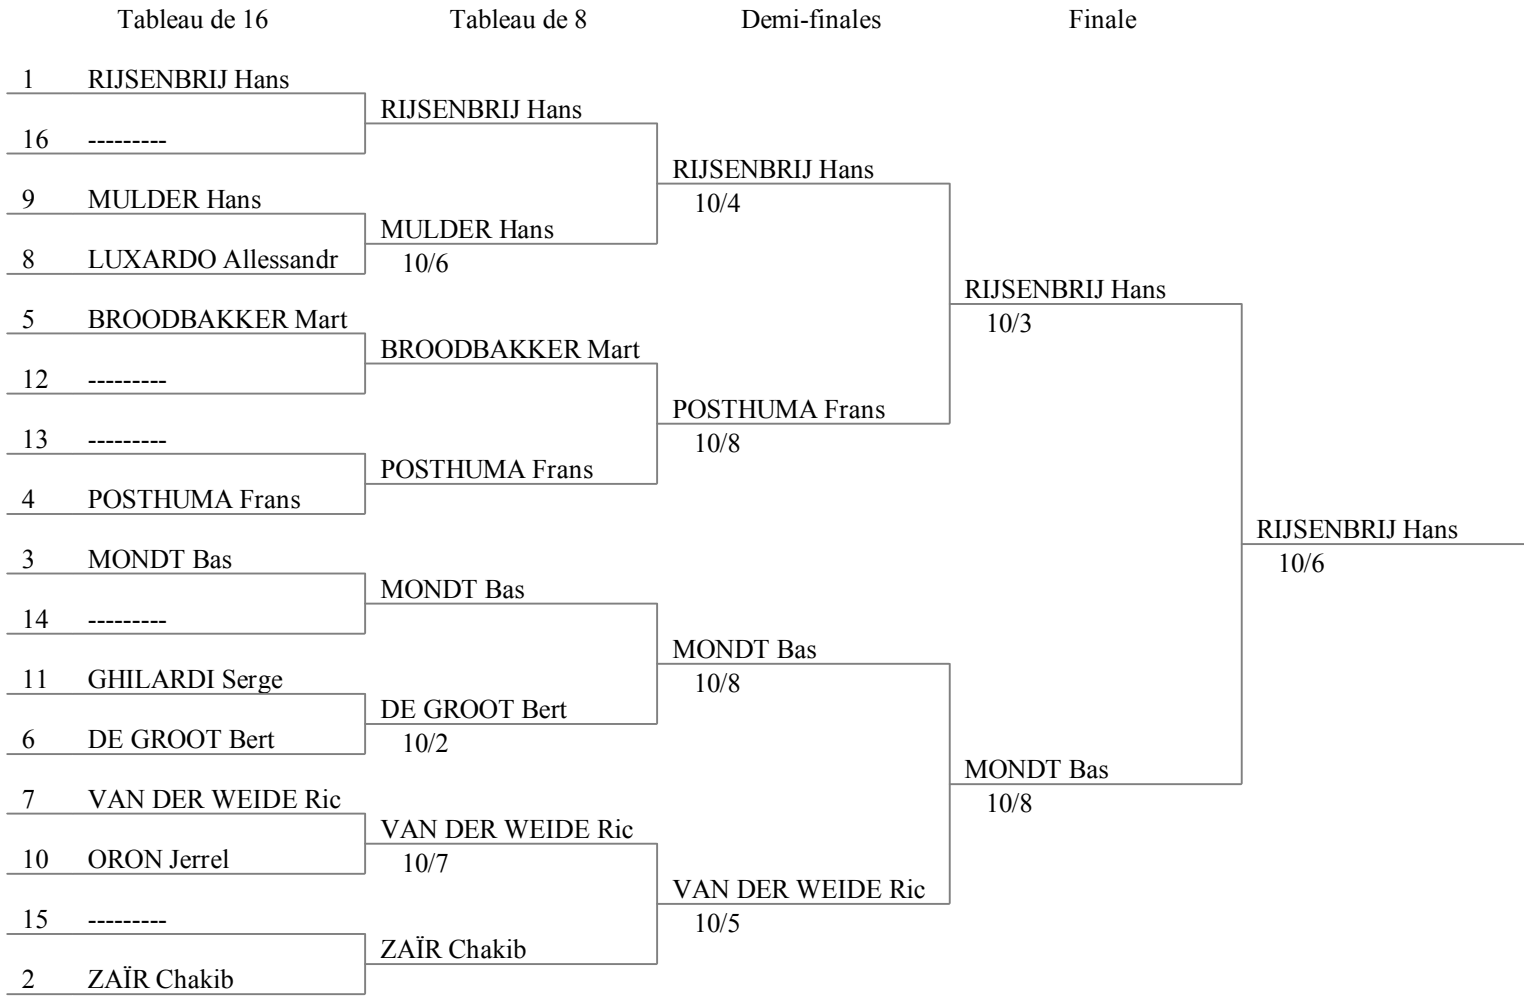 Tableau de 16 Tableau de 8 Demi-finales Finale
1 RIJSENBRIJ Hans
RIJSENBRIJ Hans
16 ---------
RIJSENBRIJ Hans
9 MULDER Hans
10/4
MULDER Hans
8 LUXARDO Allessandr
10/6
RIJSENBRIJ Hans
5 BROODBAKKER Mart
10/3
BROODBAKKER Mart
12 ---------
POSTHUMA Frans
13 ---------
10/8
POSTHUMA Frans
4 POSTHUMA Frans
RIJSENBRIJ Hans
3 MONDT Bas
10/6
MONDT Bas
14 ---------
MONDT Bas
11 GHILARDI Serge
10/8
DE GROOT Bert
6 DE GROOT Bert
10/2
MONDT Bas
7 VAN DER WEIDE Ric
10/8
VAN DER WEIDE Ric
10 ORON Jerrel
10/7
VAN DER WEIDE Ric
15 ---------
10/5
ZAÏR Chakib
2 ZAÏR Chakib